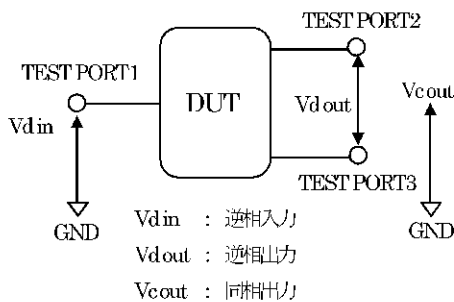 TEST PORT2
TEST PORT1
DUT
Vdin
Vdout
Vcout
TEST PORT3
GND
GND
Vdin : 逆相入力
Vdout : 逆相出力
Vcout : 同相出力